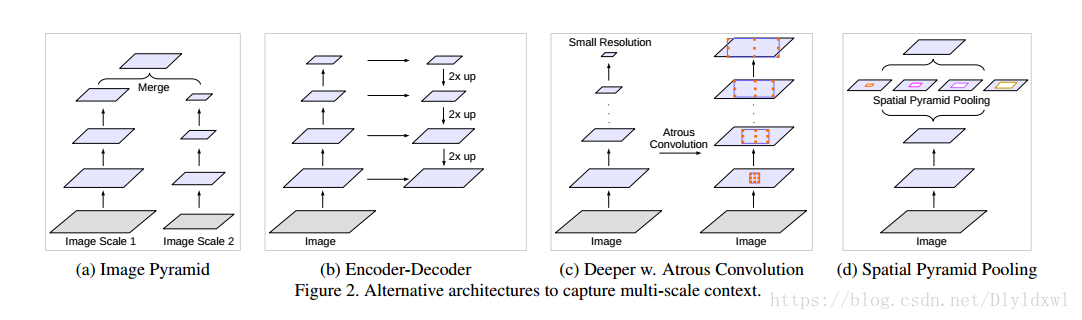 Merge
Image Scale 1
Image Scale 2
(a) Image Pyramid
2x up
2x up
2x up
Image
(b) Encoder-Decoder
Small Resolution
Atrous
Convolution
Image
Image
(c) Deeper w. Atrous Convolution
Spatial Pyramid Pooling
Image
(d) Spatial Pyramid Pooling
Figure 2. Alternative architectures to capture multi-scale context.
https://blog.csdn.net/Dlyldxwl